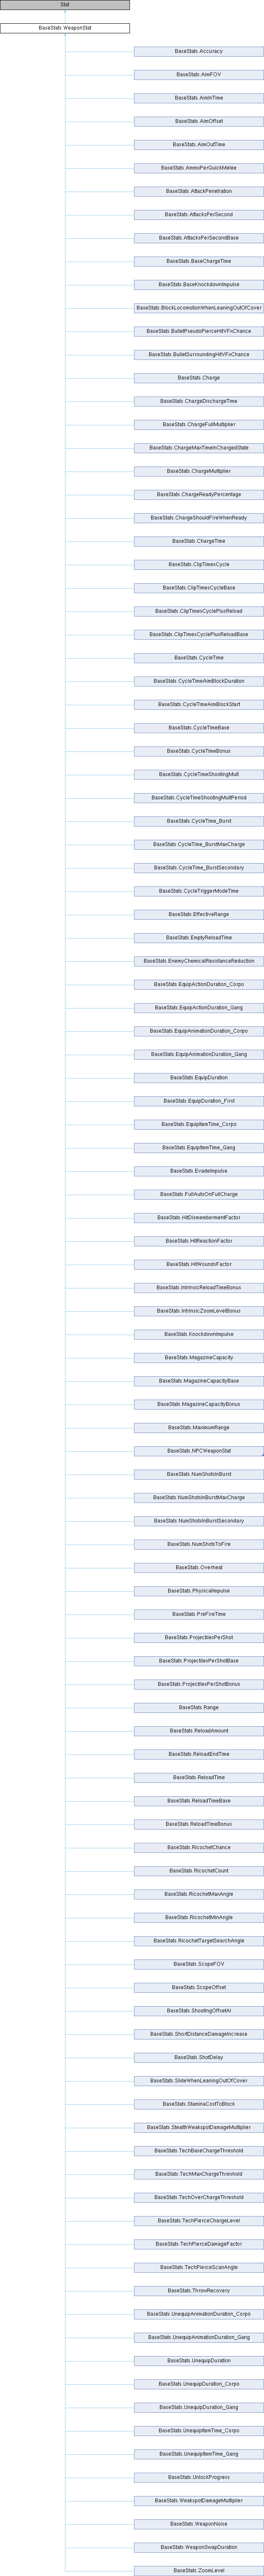 Stat
BaseStats.WeaponStat
BaseStats.Accuracy
BaseStats.AimFOV
BaseStats.AimInTime
BaseStats.AimOffset
BaseStats.AimOutTime
BaseStats.AmmoPerQuickMelee
BaseStats.AttackPenetration
BaseStats.AttacksPerSecond
BaseStats.AttacksPerSecondBase
BaseStats.BaseChargeTime
BaseStats.BaseKnockdownImpulse
BaseStats.BlockLocomotionWhenLeaningOutOfCover
BaseStats.BulletPseudoPierceHitVFxChance
BaseStats.BulletSurroundingHitVFxChance
BaseStats.Charge
BaseStats.ChargeDischargeTime
BaseStats.ChargeFullMultiplier
BaseStats.ChargeMaxTimeInChargedState
BaseStats.ChargeMultiplier
BaseStats.ChargeReadyPercentage
BaseStats.ChargeShouldFireWhenReady
BaseStats.ChargeTime
BaseStats.ClipTimesCycle
BaseStats.ClipTimesCycleBase
BaseStats.ClipTimesCyclePlusReload
BaseStats.ClipTimesCyclePlusReloadBase
BaseStats.CycleTime
BaseStats.CycleTimeAimBlockDuration
BaseStats.CycleTimeAimBlockStart
BaseStats.CycleTimeBase
BaseStats.CycleTimeBonus
BaseStats.CycleTimeShootingMult
BaseStats.CycleTimeShootingMultPeriod
BaseStats.CycleTime_Burst
BaseStats.CycleTime_BurstMaxCharge
BaseStats.CycleTime_BurstSecondary
BaseStats.CycleTriggerModeTime
BaseStats.EffectiveRange
BaseStats.EmptyReloadTime
BaseStats.EnemyChemicalResistanceReduction
BaseStats.EquipActionDuration_Corpo
BaseStats.EquipActionDuration_Gang
BaseStats.EquipAnimationDuration_Corpo
BaseStats.EquipAnimationDuration_Gang
BaseStats.EquipDuration
BaseStats.EquipDuration_First
BaseStats.EquipItemTime_Corpo
BaseStats.EquipItemTime_Gang
BaseStats.EvadeImpulse
BaseStats.FullAutoOnFullCharge
BaseStats.HitDismembermentFactor
BaseStats.HitReactionFactor
BaseStats.HitWoundsFactor
BaseStats.IntrinsicReloadTimeBonus
BaseStats.IntrinsicZoomLevelBonus
BaseStats.KnockdownImpulse
BaseStats.MagazineCapacity
BaseStats.MagazineCapacityBase
BaseStats.MagazineCapacityBonus
BaseStats.MaximumRange
BaseStats.NPCWeaponStat
BaseStats.NumShotsInBurst
BaseStats.NumShotsInBurstMaxCharge
BaseStats.NumShotsInBurstSecondary
BaseStats.NumShotsToFire
BaseStats.Overheat
BaseStats.PhysicalImpulse
BaseStats.PreFireTime
BaseStats.ProjectilesPerShot
BaseStats.ProjectilesPerShotBase
BaseStats.ProjectilesPerShotBonus
BaseStats.Range
BaseStats.ReloadAmount
BaseStats.ReloadEndTime
BaseStats.ReloadTime
BaseStats.ReloadTimeBase
BaseStats.ReloadTimeBonus
BaseStats.RicochetChance
BaseStats.RicochetCount
BaseStats.RicochetMaxAngle
BaseStats.RicochetMinAngle
BaseStats.RicochetTargetSearchAngle
BaseStats.ScopeFOV
BaseStats.ScopeOffset
BaseStats.ShootingOffsetAI
BaseStats.ShortDistanceDamageIncrease
BaseStats.ShotDelay
BaseStats.SlideWhenLeaningOutOfCover
BaseStats.StaminaCostToBlock
BaseStats.StealthWeakspotDamageMultiplier
BaseStats.TechBaseChargeThreshold
BaseStats.TechMaxChargeThreshold
BaseStats.TechOverChargeThreshold
BaseStats.TechPierceChargeLevel
BaseStats.TechPierceDamageFactor
BaseStats.TechPierceScanAngle
BaseStats.ThrowRecovery
BaseStats.UnequipAnimationDuration_Corpo
BaseStats.UnequipAnimationDuration_Gang
BaseStats.UnequipDuration
BaseStats.UnequipDuration_Corpo
BaseStats.UnequipDuration_Gang
BaseStats.UnequipItemTime_Corpo
BaseStats.UnequipItemTime_Gang
BaseStats.UnlockProgress
BaseStats.WeakspotDamageMultiplier
BaseStats.WeaponNoise
BaseStats.WeaponSwapDuration
BaseStats.ZoomLevel